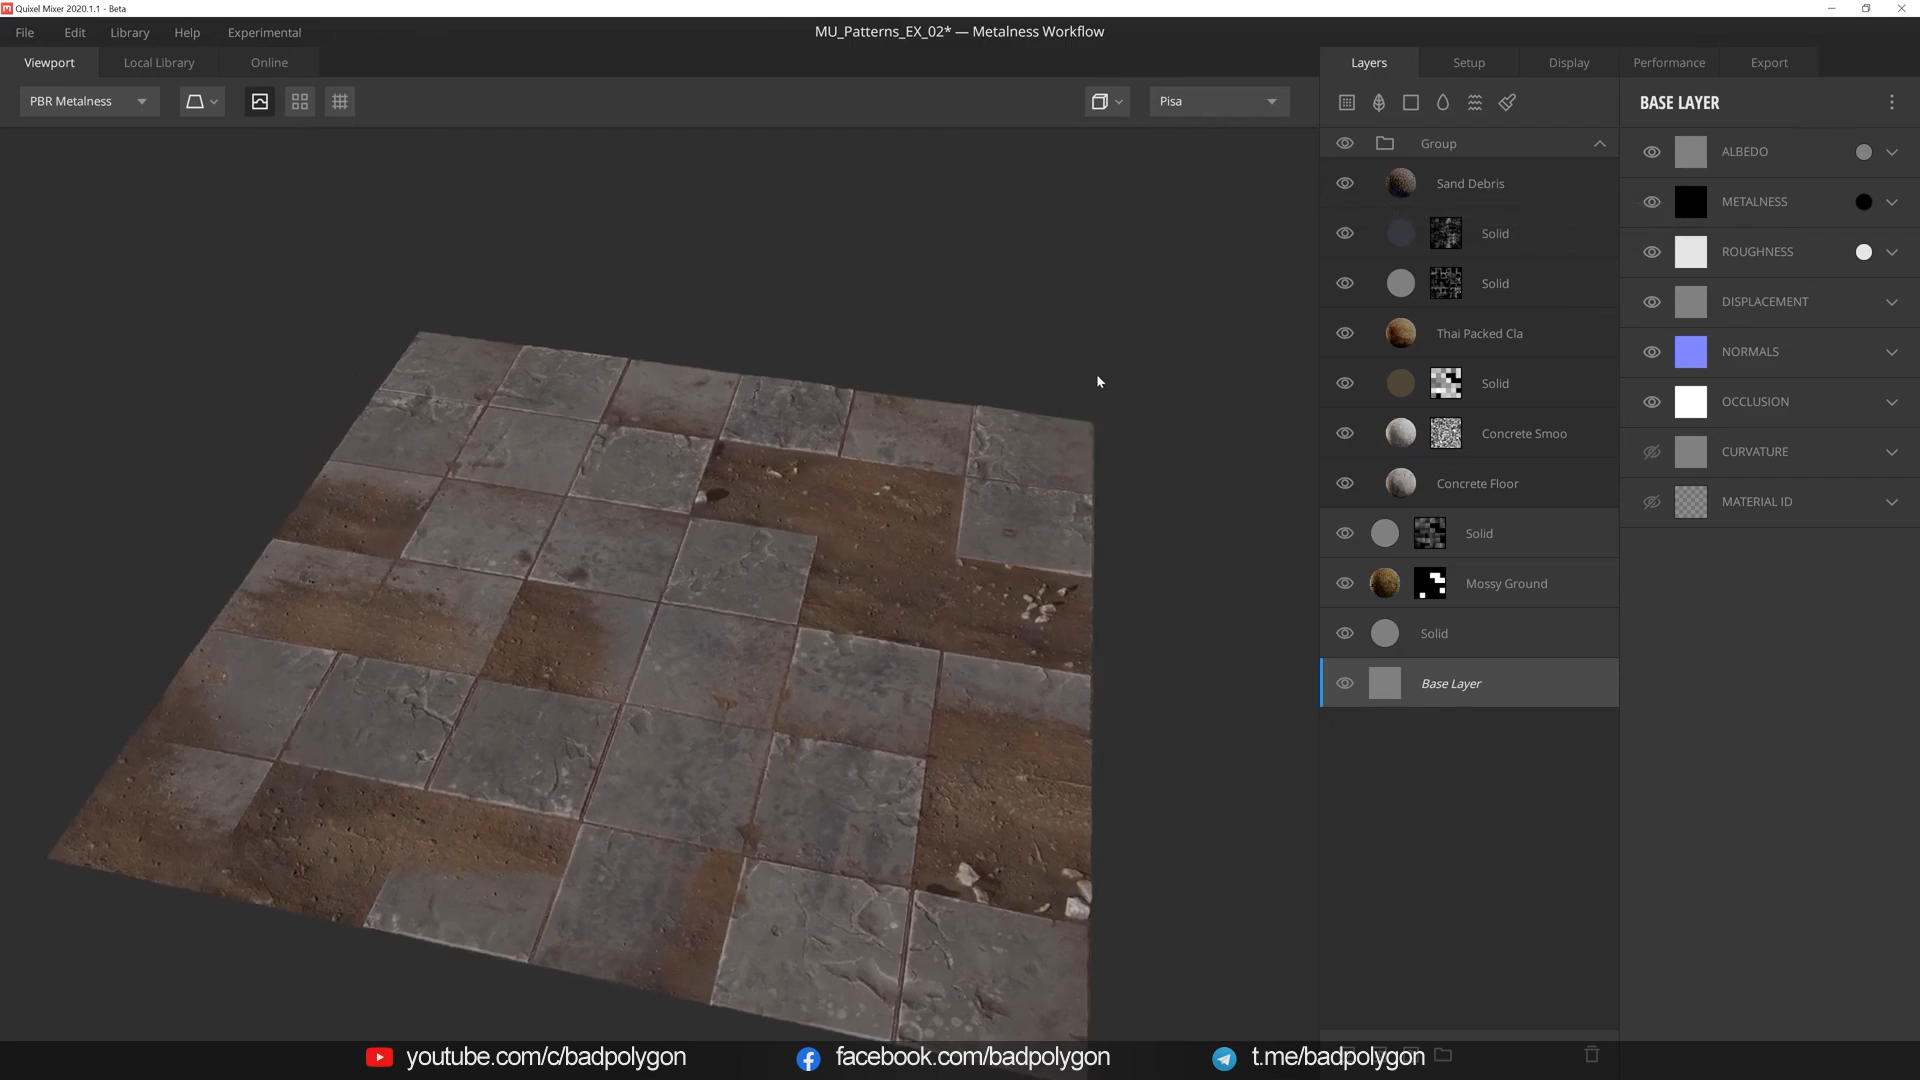 Quixel Mixer 2020.1.1 - Beta
File Edit Library Help Experimental
MU_Patterns_EX_02* — Metalness Workflow
Viewport Local Library Online
Layers Setup Display Performance Export
PBR Metalness
Pisa
BASE LAYER
Group
Sand Debris
Solid
Solid
Thai Packed Cla
Solid
Concrete Smoo
Concrete Floor
Solid
Mossy Ground
Solid
Base Layer
ALBEDO
METALNESS
ROUGHNESS
DISPLACEMENT
NORMALS
OCCLUSION
CURVATURE
MATERIAL ID
youtube.com/c/badpolygon
facebook.com/badpolygon
t.me/badpolygon